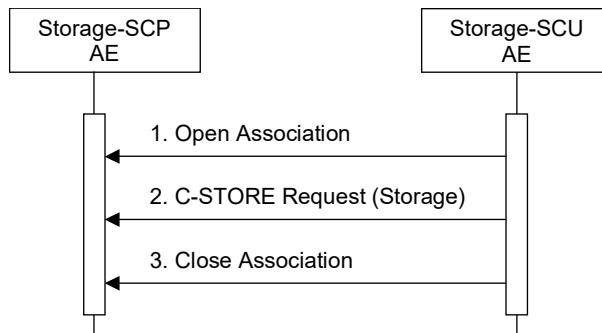 Storage-SCP
AE
Storage-SCU
AE
1. Open Association
2. C-STORE Request (Storage)
3. Close Association